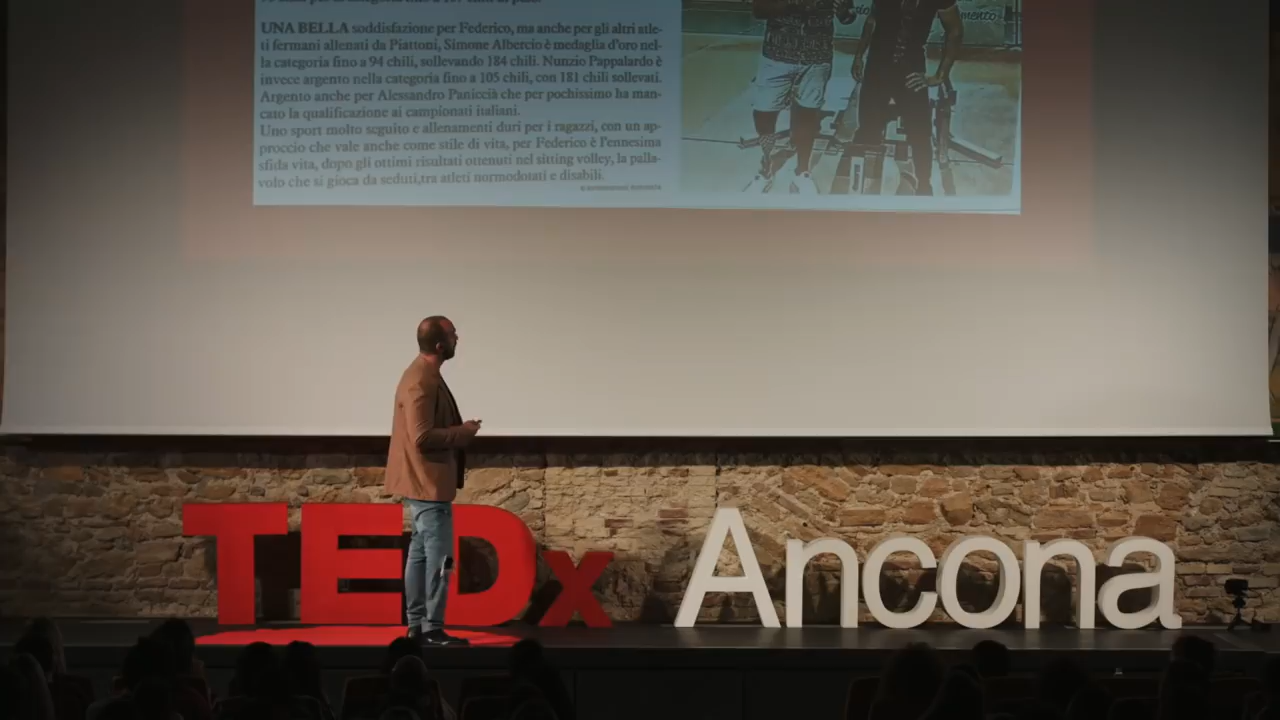 UNA BELLA soddisfazione per Federico, ma anche per gli altri atle-
ti fermani allenati da Piattoni, Simone Albercio è medaglia d'oro nel-
la categoria fino a 94 chili, sollevando 184 chili. Nunzio Pappalardo è
invece argento nella categoria fino a 105 chili, con 181 chili sollevati.
Argento anche per Alessandro Paniccià che per pochissimo ha man-
cato la qualificazione ai campionati italiani.
Uno sport molto seguito e allenamenti duri per i ragazzi, con un ap-
proccio che vale anche come stile di vita, per Federico è l'ennesima
sfida vita, dopo gli ottimi risultati ottenuti nel sitting volley, la palla-
volo che si gioca da seduti,tra atleti normodotati e disabili.
TEDx Ancona